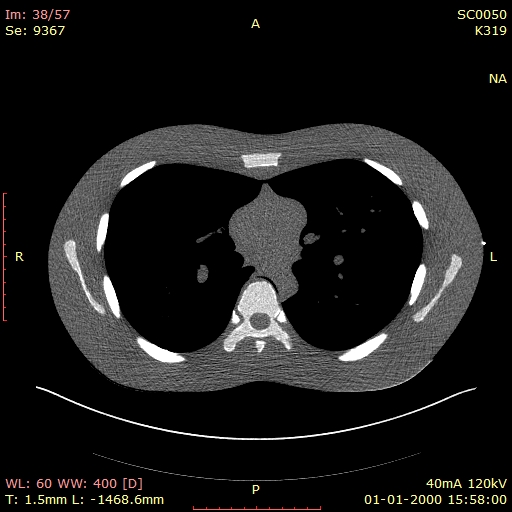 Im: 38/57
Se: 9367
A
SC0050
K319
NA
R
L
WL: 60 WW: 400 [D]
T: 1.5mm L: -1468.6mm
P
40mA 120kV
01-01-2000 15:58:00